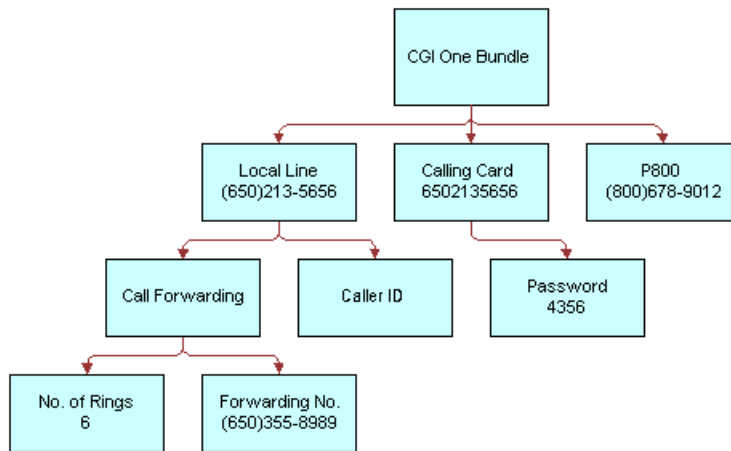 CGI One Bundle
Local Line
(650)213-5656
Calling Card
6502135656
P800
(800)678-9012
Call Forwarding
Caller ID
Password
4356
No. of Rings
6
Forwarding No.
(650)355-8989